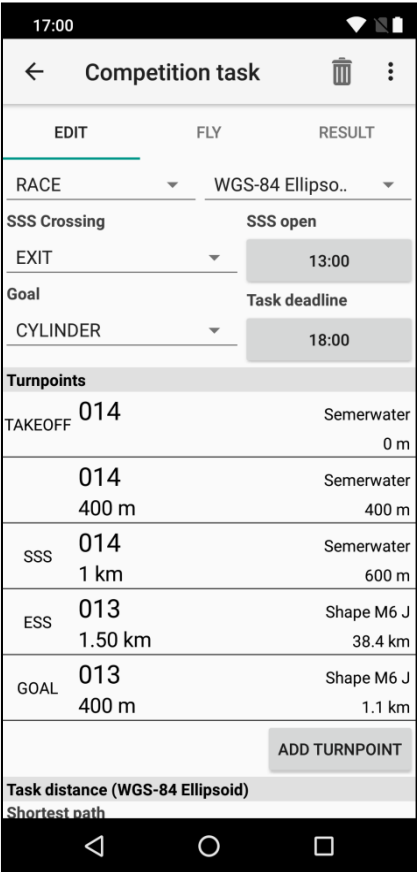 17:00
Competition task
EDIT FLY RESULT
RACE WGS-84 Ellipso..
SSS Crossing SSS open
EXIT 13:00
Goal Task deadline
CYLINDER 18:00
Turnpoints
TAKEOFF 014 Semerwater
0 m
014 Semerwater
400 m 400 m
SSS 014 Semerwater
1 km 600 m
ESS 013 Shape M6 J
1.50 km 38.4 km
GOAL 013 Shape M6 J
400 m 1.1 km
ADD TURNPOINT
Task distance (WGS-84 Ellipsoid)
Shortest path